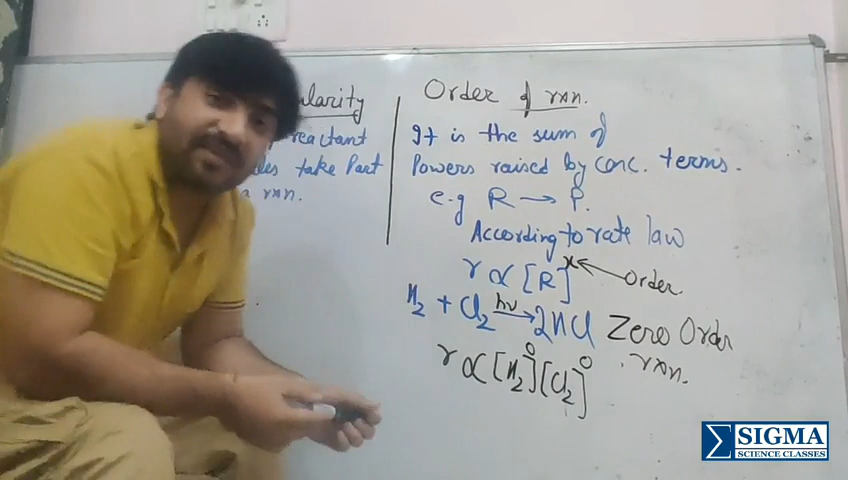 larity
reactant
les take Part
rxn.
Order of rxn.
It is the sum of
Powers raised by conc. terms.
e.g R → P.
According to rate law
r ∝ [R]^x ← order.
H₂ + Cl₂ —hν→ 2HCl Zero Order rxn.
r ∝ [H₂]⁰ [Cl₂]⁰
Σ SIGMA
SCIENCE CLASSES